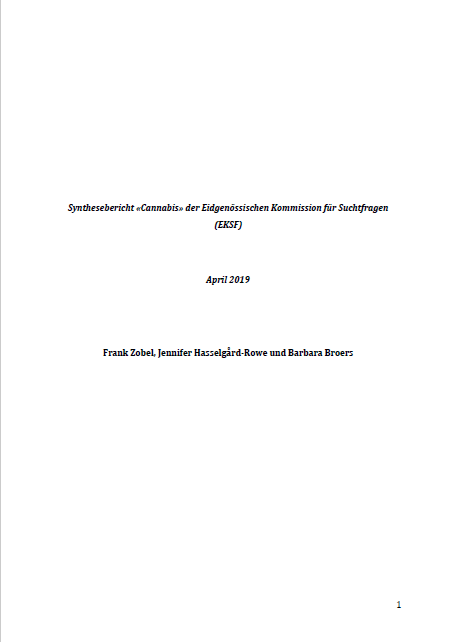 Synthesebericht «Cannabis» der Eidgenössischen Kommission für Suchtfragen
(EKSF)
April 2019
Frank Zobel, Jennifer Hasselgård-Rowe und Barbara Broers
1